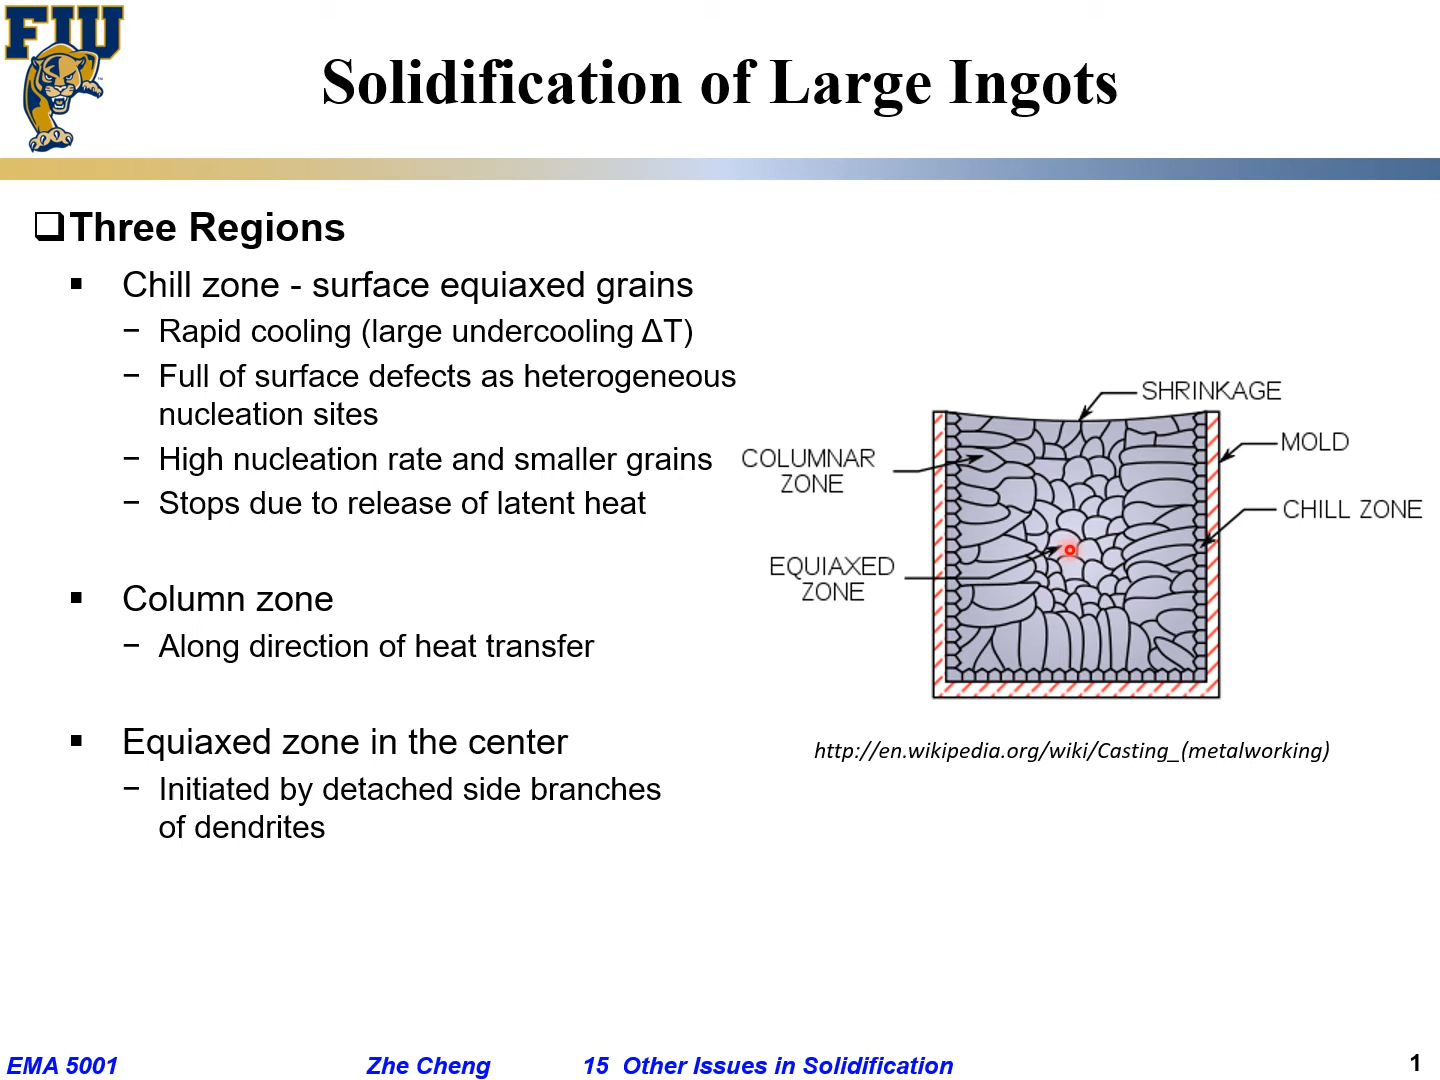 FIU
Solidification of Large Ingots
Three Regions
Chill zone - surface equiaxed grains
− Rapid cooling (large undercooling ΔT)
− Full of surface defects as heterogeneous
nucleation sites
− High nucleation rate and smaller grains
− Stops due to release of latent heat
Column zone
− Along direction of heat transfer
Equiaxed zone in the center
− Initiated by detached side branches
of dendrites
SHRINKAGE
MOLD
COLUMNAR
ZONE
CHILL ZONE
EQUIAXED
ZONE
http://en.wikipedia.org/wiki/Casting_(metalworking)
EMA 5001 Zhe Cheng 15 Other Issues in Solidification 1